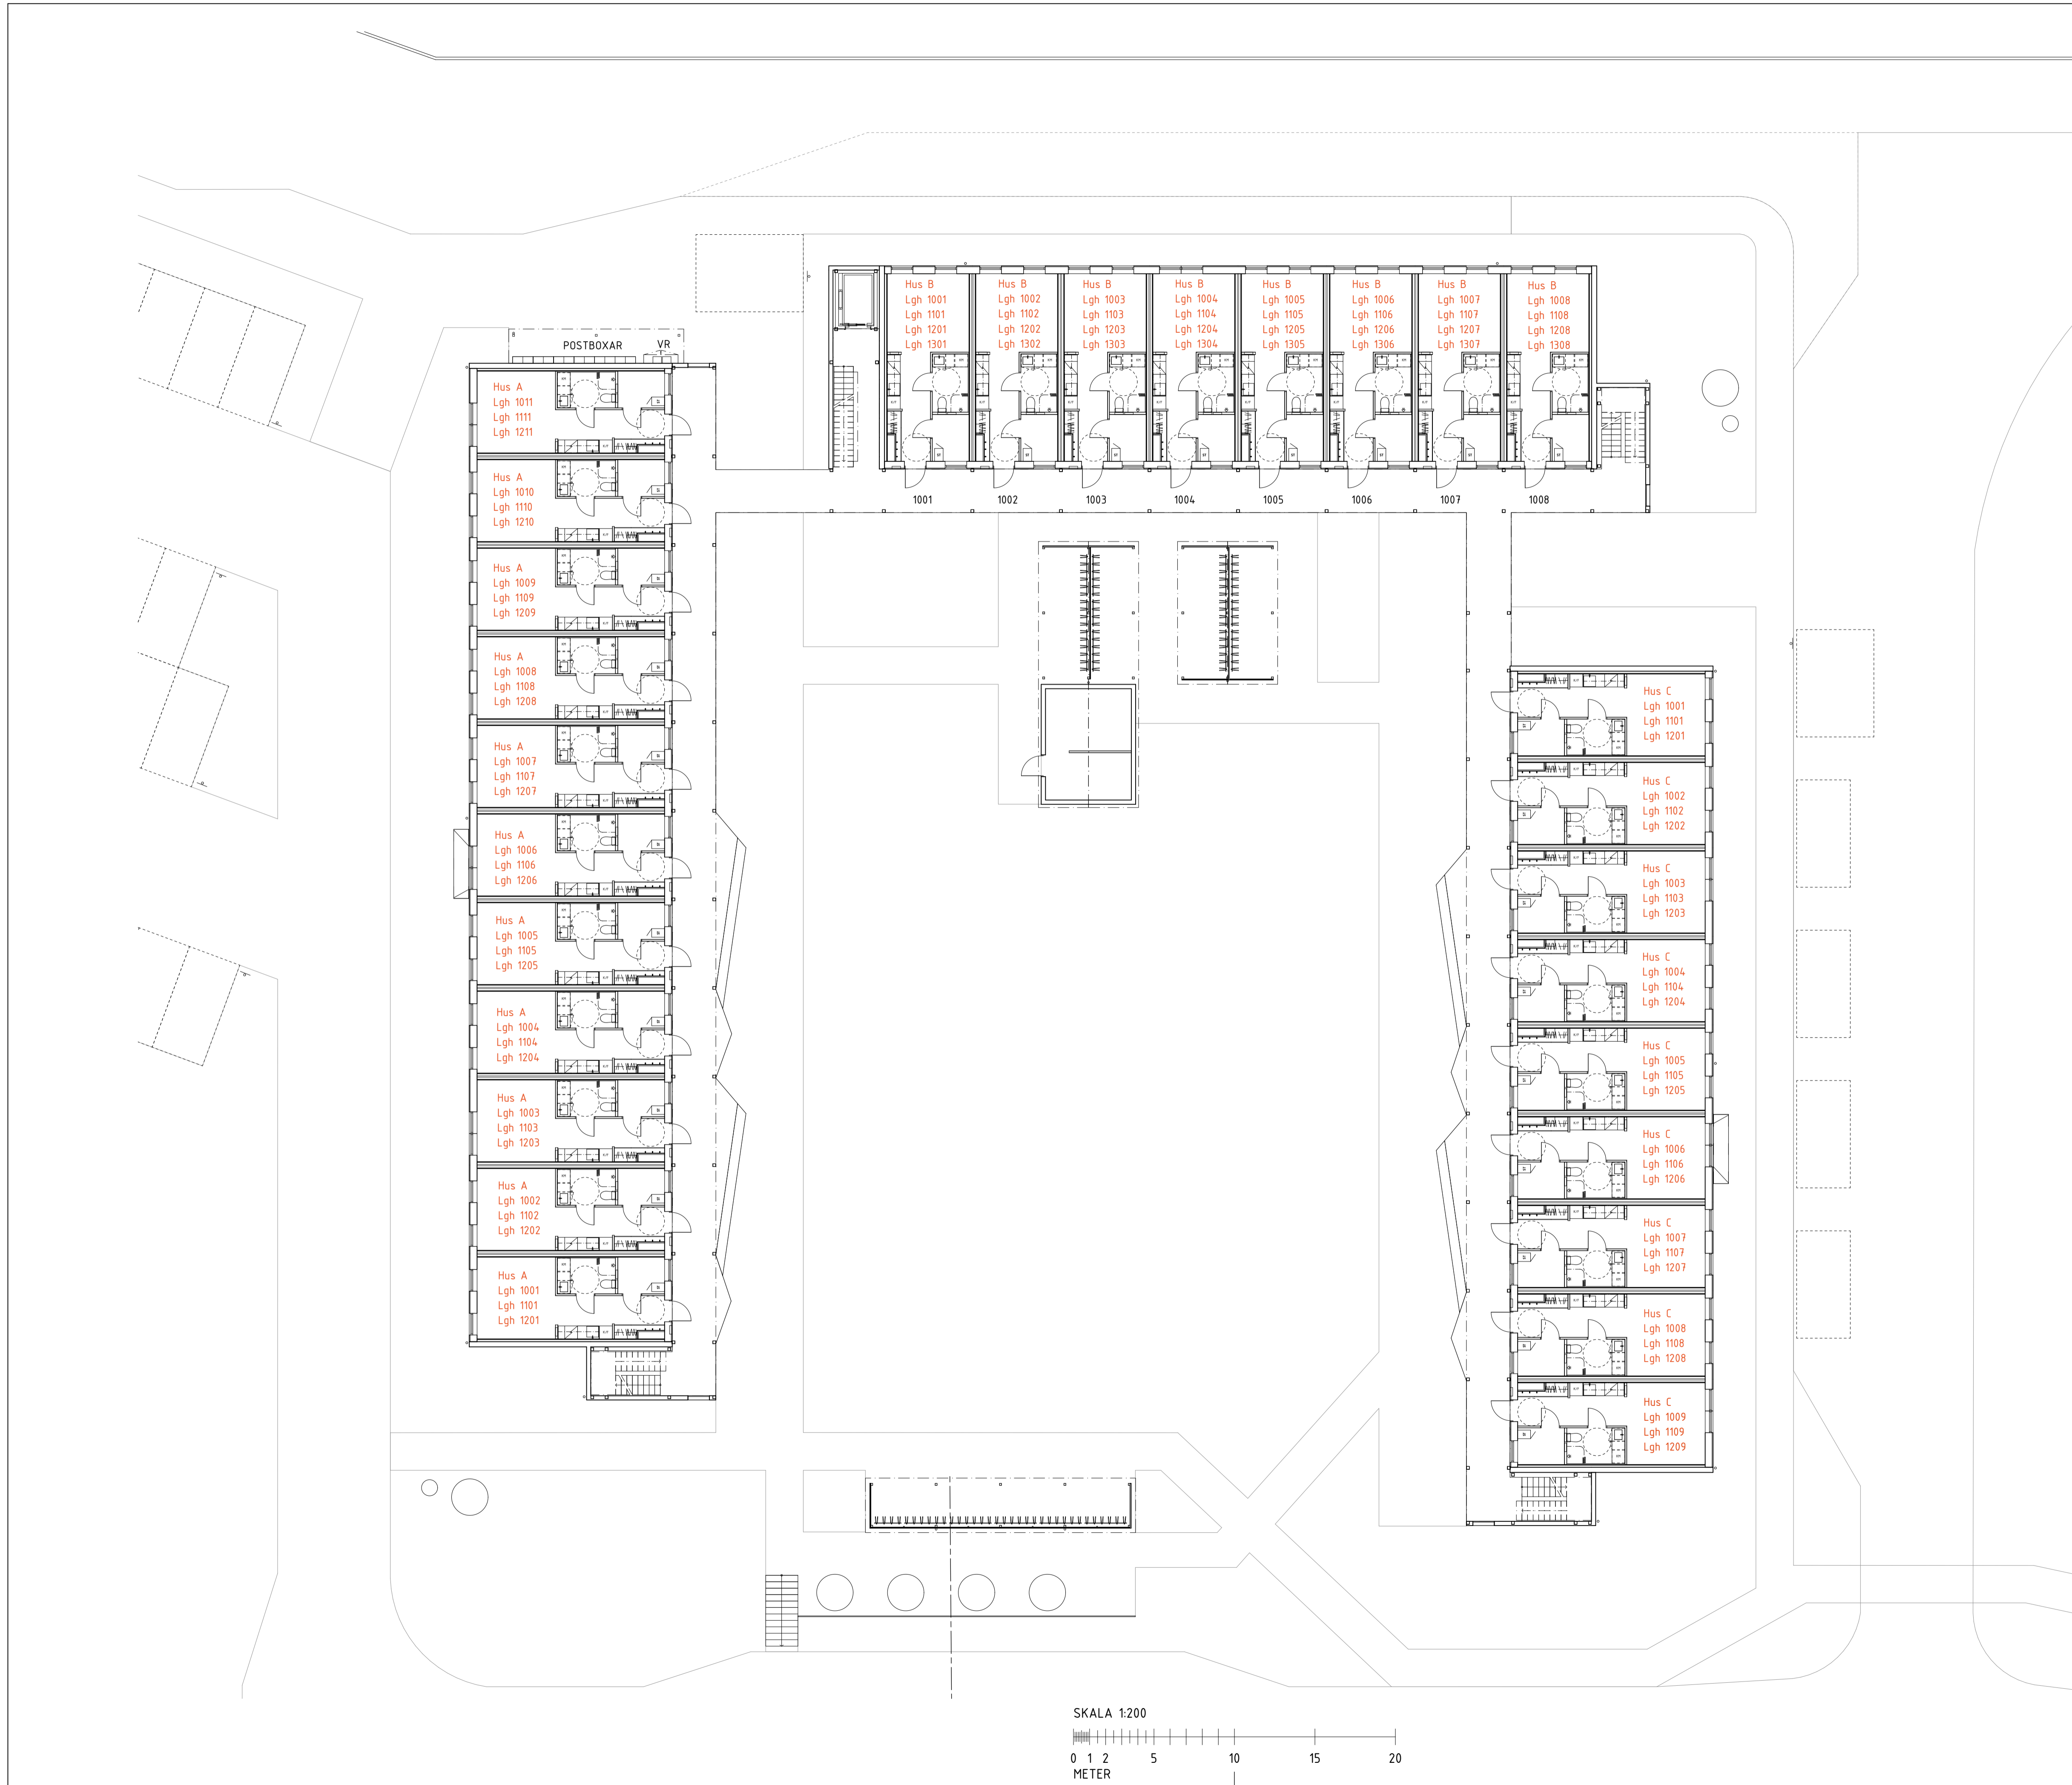 Hus B
Lgh 1001
Lgh 1101
Lgh 1201
Lgh 1301
Hus B
Lgh 1002
Lgh 1102
Lgh 1202
Lgh 1302
Hus B
Lgh 1003
Lgh 1103
Lgh 1203
Lgh 1303
Hus B
Lgh 1004
Lgh 1104
Lgh 1204
Lgh 1304
Hus B
Lgh 1005
Lgh 1105
Lgh 1205
Lgh 1305
Hus B
Lgh 1006
Lgh 1106
Lgh 1206
Lgh 1306
Hus B
Lgh 1007
Lgh 1107
Lgh 1207
Lgh 1307
Hus B
Lgh 1008
Lgh 1108
Lgh 1208
Lgh 1308
1001 1002 1003 1004 1005 1006 1007 1008
POSTBOXAR VR
Hus A
Lgh 1011
Lgh 1111
Lgh 1211
Hus A
Lgh 1010
Lgh 1110
Lgh 1210
Hus A
Lgh 1009
Lgh 1109
Lgh 1209
Hus A
Lgh 1008
Lgh 1108
Lgh 1208
Hus A
Lgh 1007
Lgh 1107
Lgh 1207
Hus A
Lgh 1006
Lgh 1106
Lgh 1206
Hus A
Lgh 1005
Lgh 1105
Lgh 1205
Hus A
Lgh 1004
Lgh 1104
Lgh 1204
Hus A
Lgh 1003
Lgh 1103
Lgh 1203
Hus A
Lgh 1002
Lgh 1102
Lgh 1202
Hus A
Lgh 1001
Lgh 1101
Lgh 1201
Hus C
Lgh 1001
Lgh 1101
Lgh 1201
Hus C
Lgh 1002
Lgh 1102
Lgh 1202
Hus C
Lgh 1003
Lgh 1103
Lgh 1203
Hus C
Lgh 1004
Lgh 1104
Lgh 1204
Hus C
Lgh 1005
Lgh 1105
Lgh 1205
Hus C
Lgh 1006
Lgh 1106
Lgh 1206
Hus C
Lgh 1007
Lgh 1107
Lgh 1207
Hus C
Lgh 1008
Lgh 1108
Lgh 1208
Hus C
Lgh 1009
Lgh 1109
Lgh 1209
SKALA 1:200
0 1 2 5 10 15 20
METER